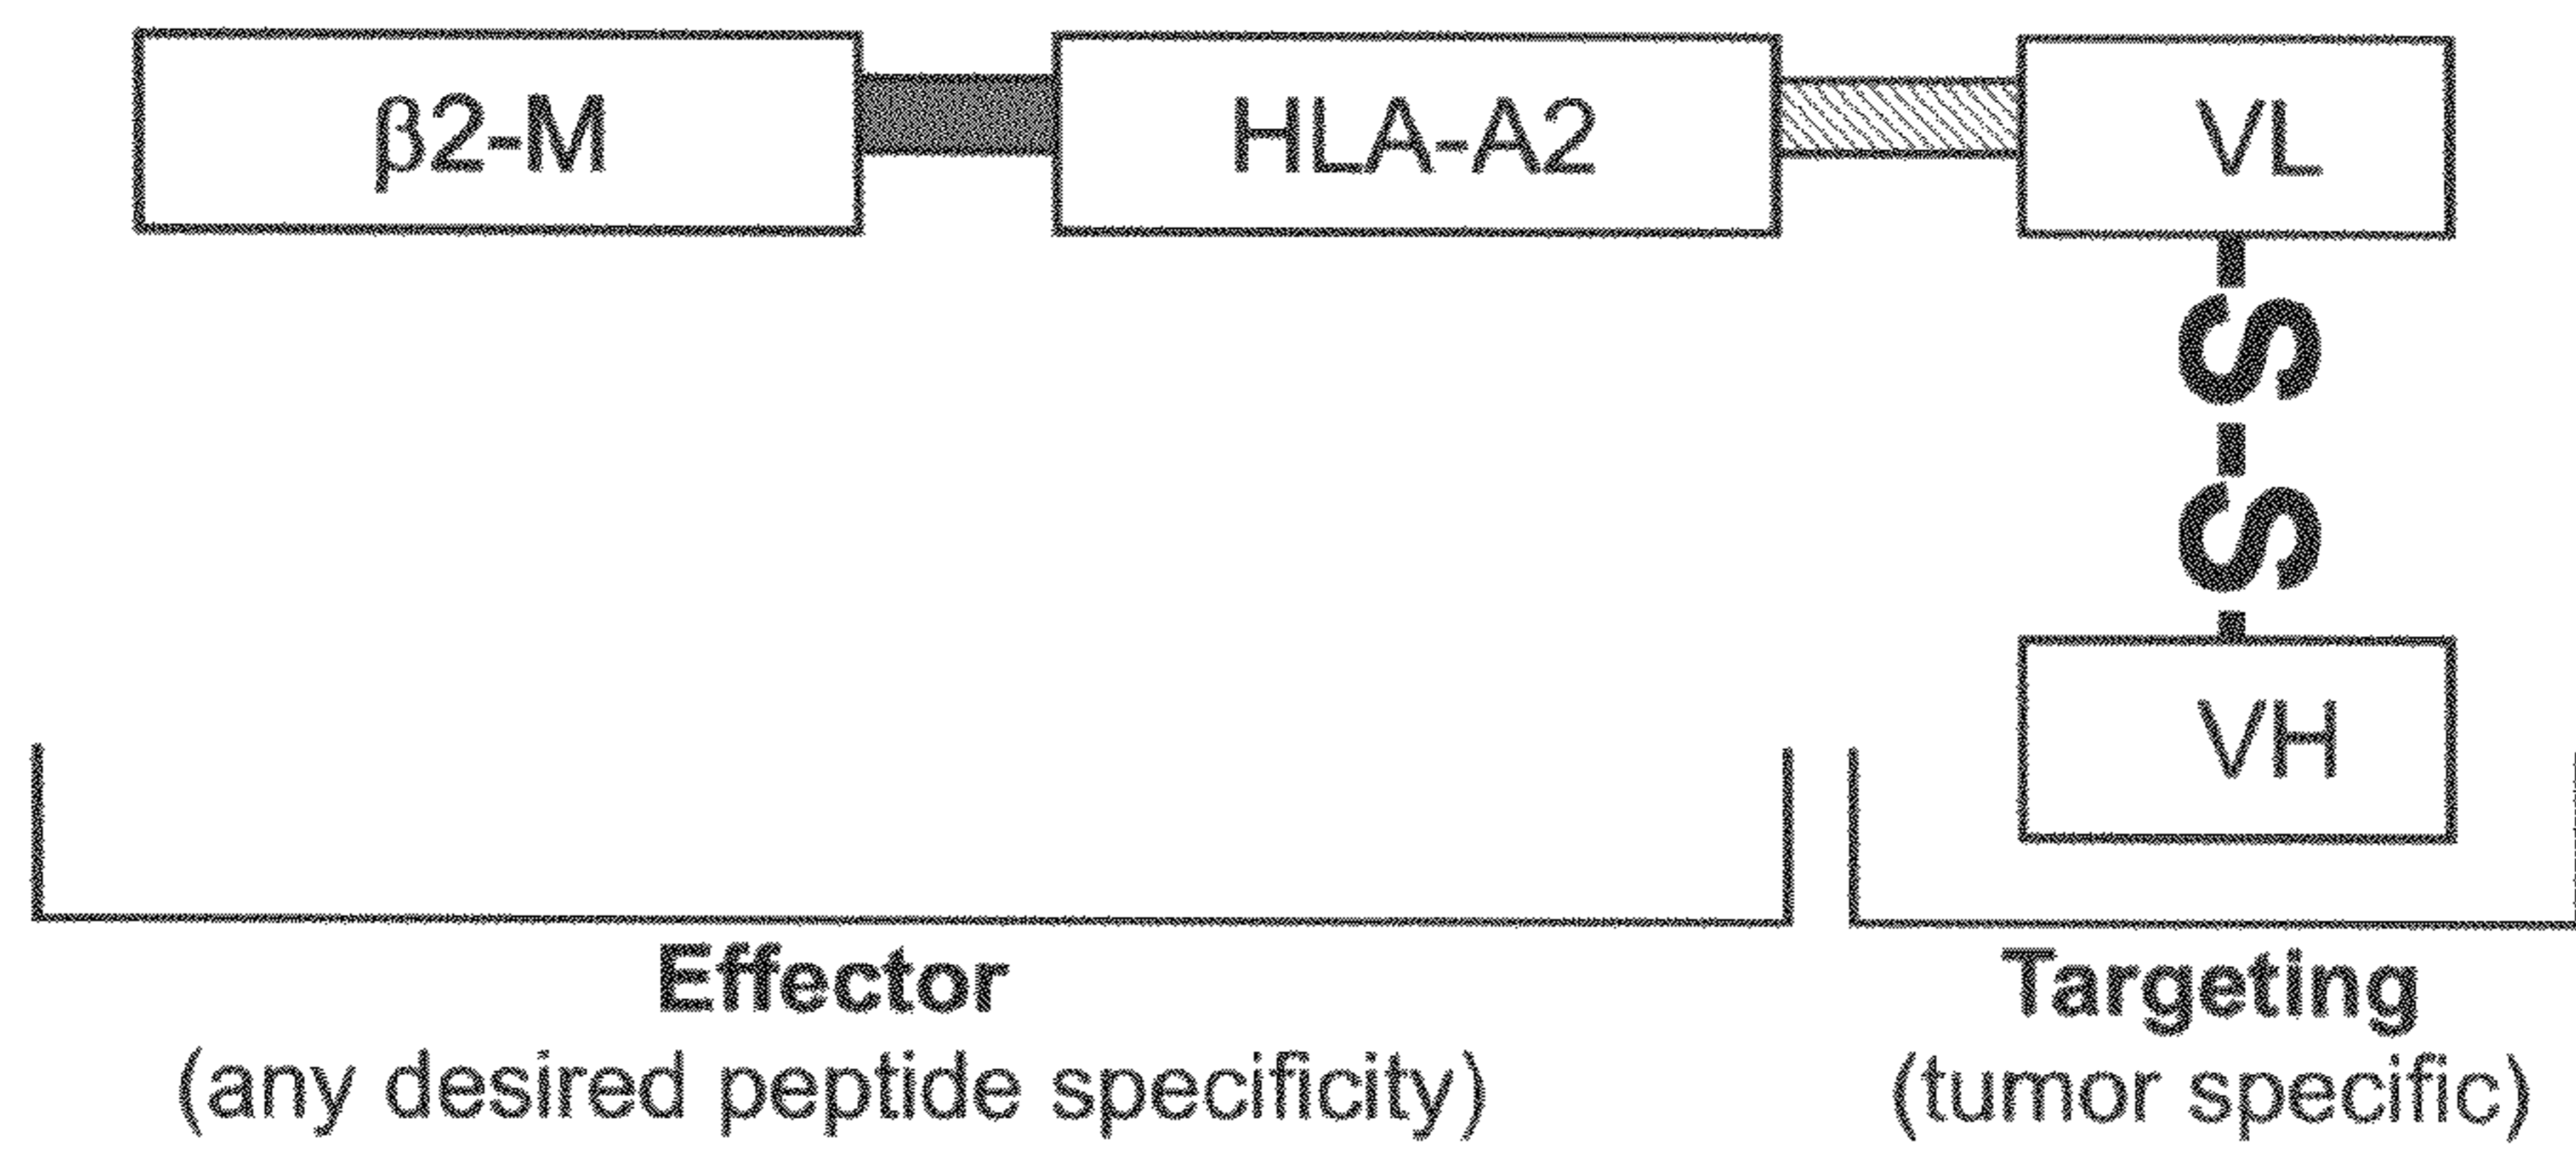 β2-M
HLA-A2
VL
-S-S-
VH
Effector
(any desired peptide specificity)
Targeting
(tumor specific)